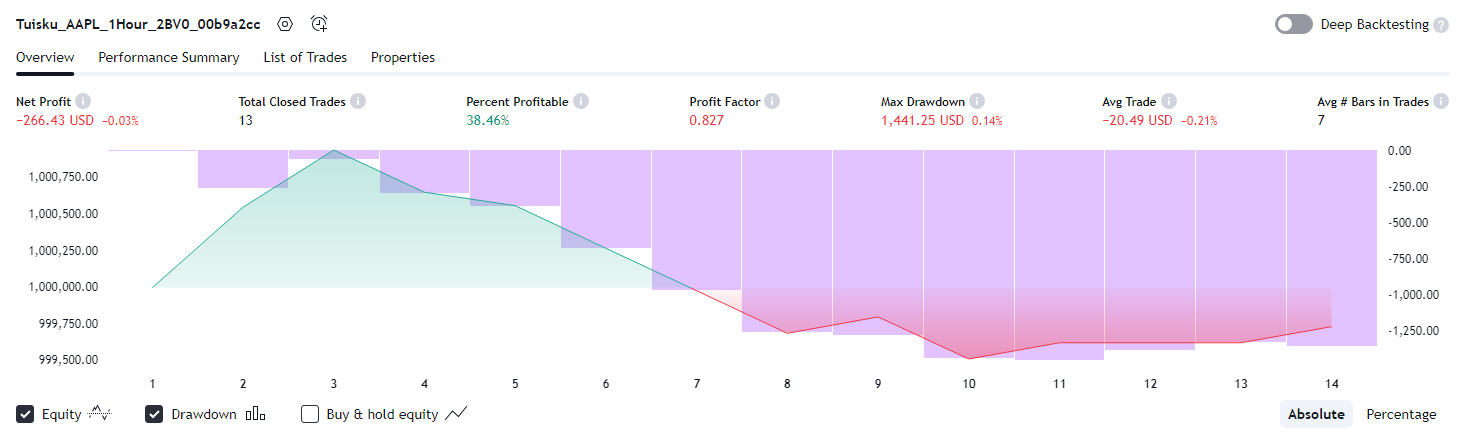 Tuisku_AAPL_1Hour_2BV0_00b9a2cc Deep Backtesting ?
Overview Performance Summary List of Trades Properties
Net Profit i Total Closed Trades i Percent Profitable i Profit Factor i Max Drawdown i Avg Trade i Avg # Bars in Trades i
−266.43 USD −0.03% 13 38.46% 0.827 1,441.25 USD 0.14% −20.49 USD −0.21% 7
0.00
1,000,750.00
-250.00
1,000,500.00
-500.00
1,000,250.00
-750.00
1,000,000.00
-1,000.00
999,750.00
-1,250.00
999,500.00
1 2 3 4 5 6 7 8 9 10 11 12 13 14
Equity Drawdown Buy & hold equity Absolute Percentage